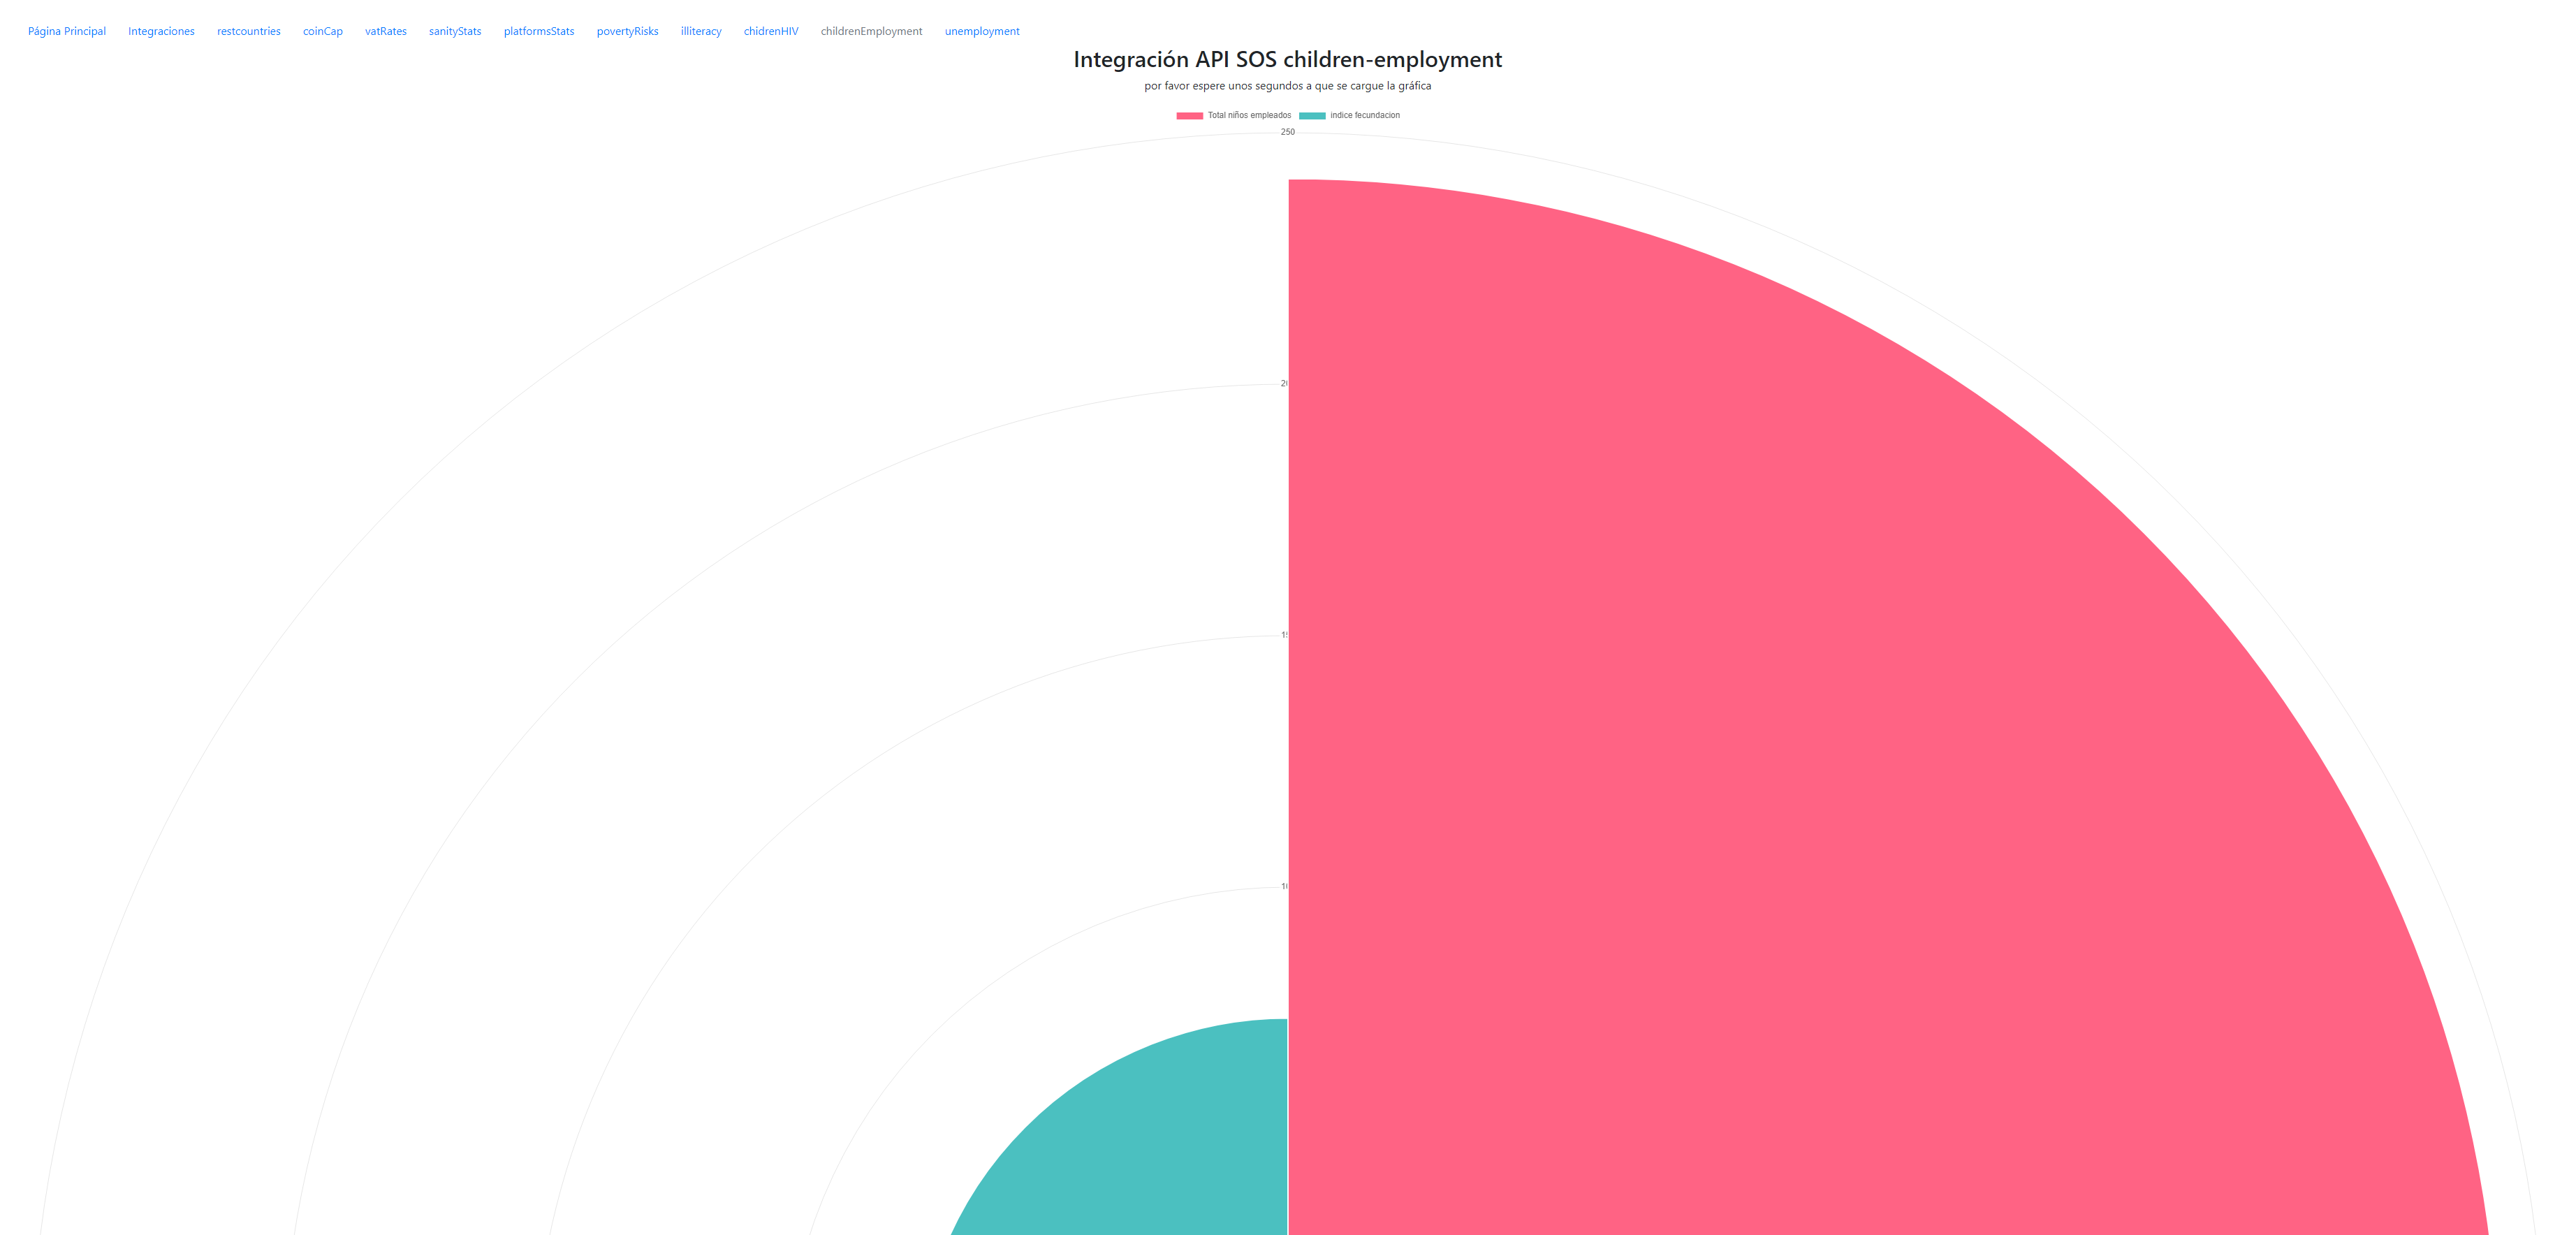 Página Principal Integraciones restcountries coinCap vatRates sanityStats platformsStats povertyRisks illiteracy chidrenHIV childrenEmployment unemployment
Integración API SOS children-employment
por favor espere unos segundos a que se cargue la gráfica
Total niños empleados indice fecundacion
250